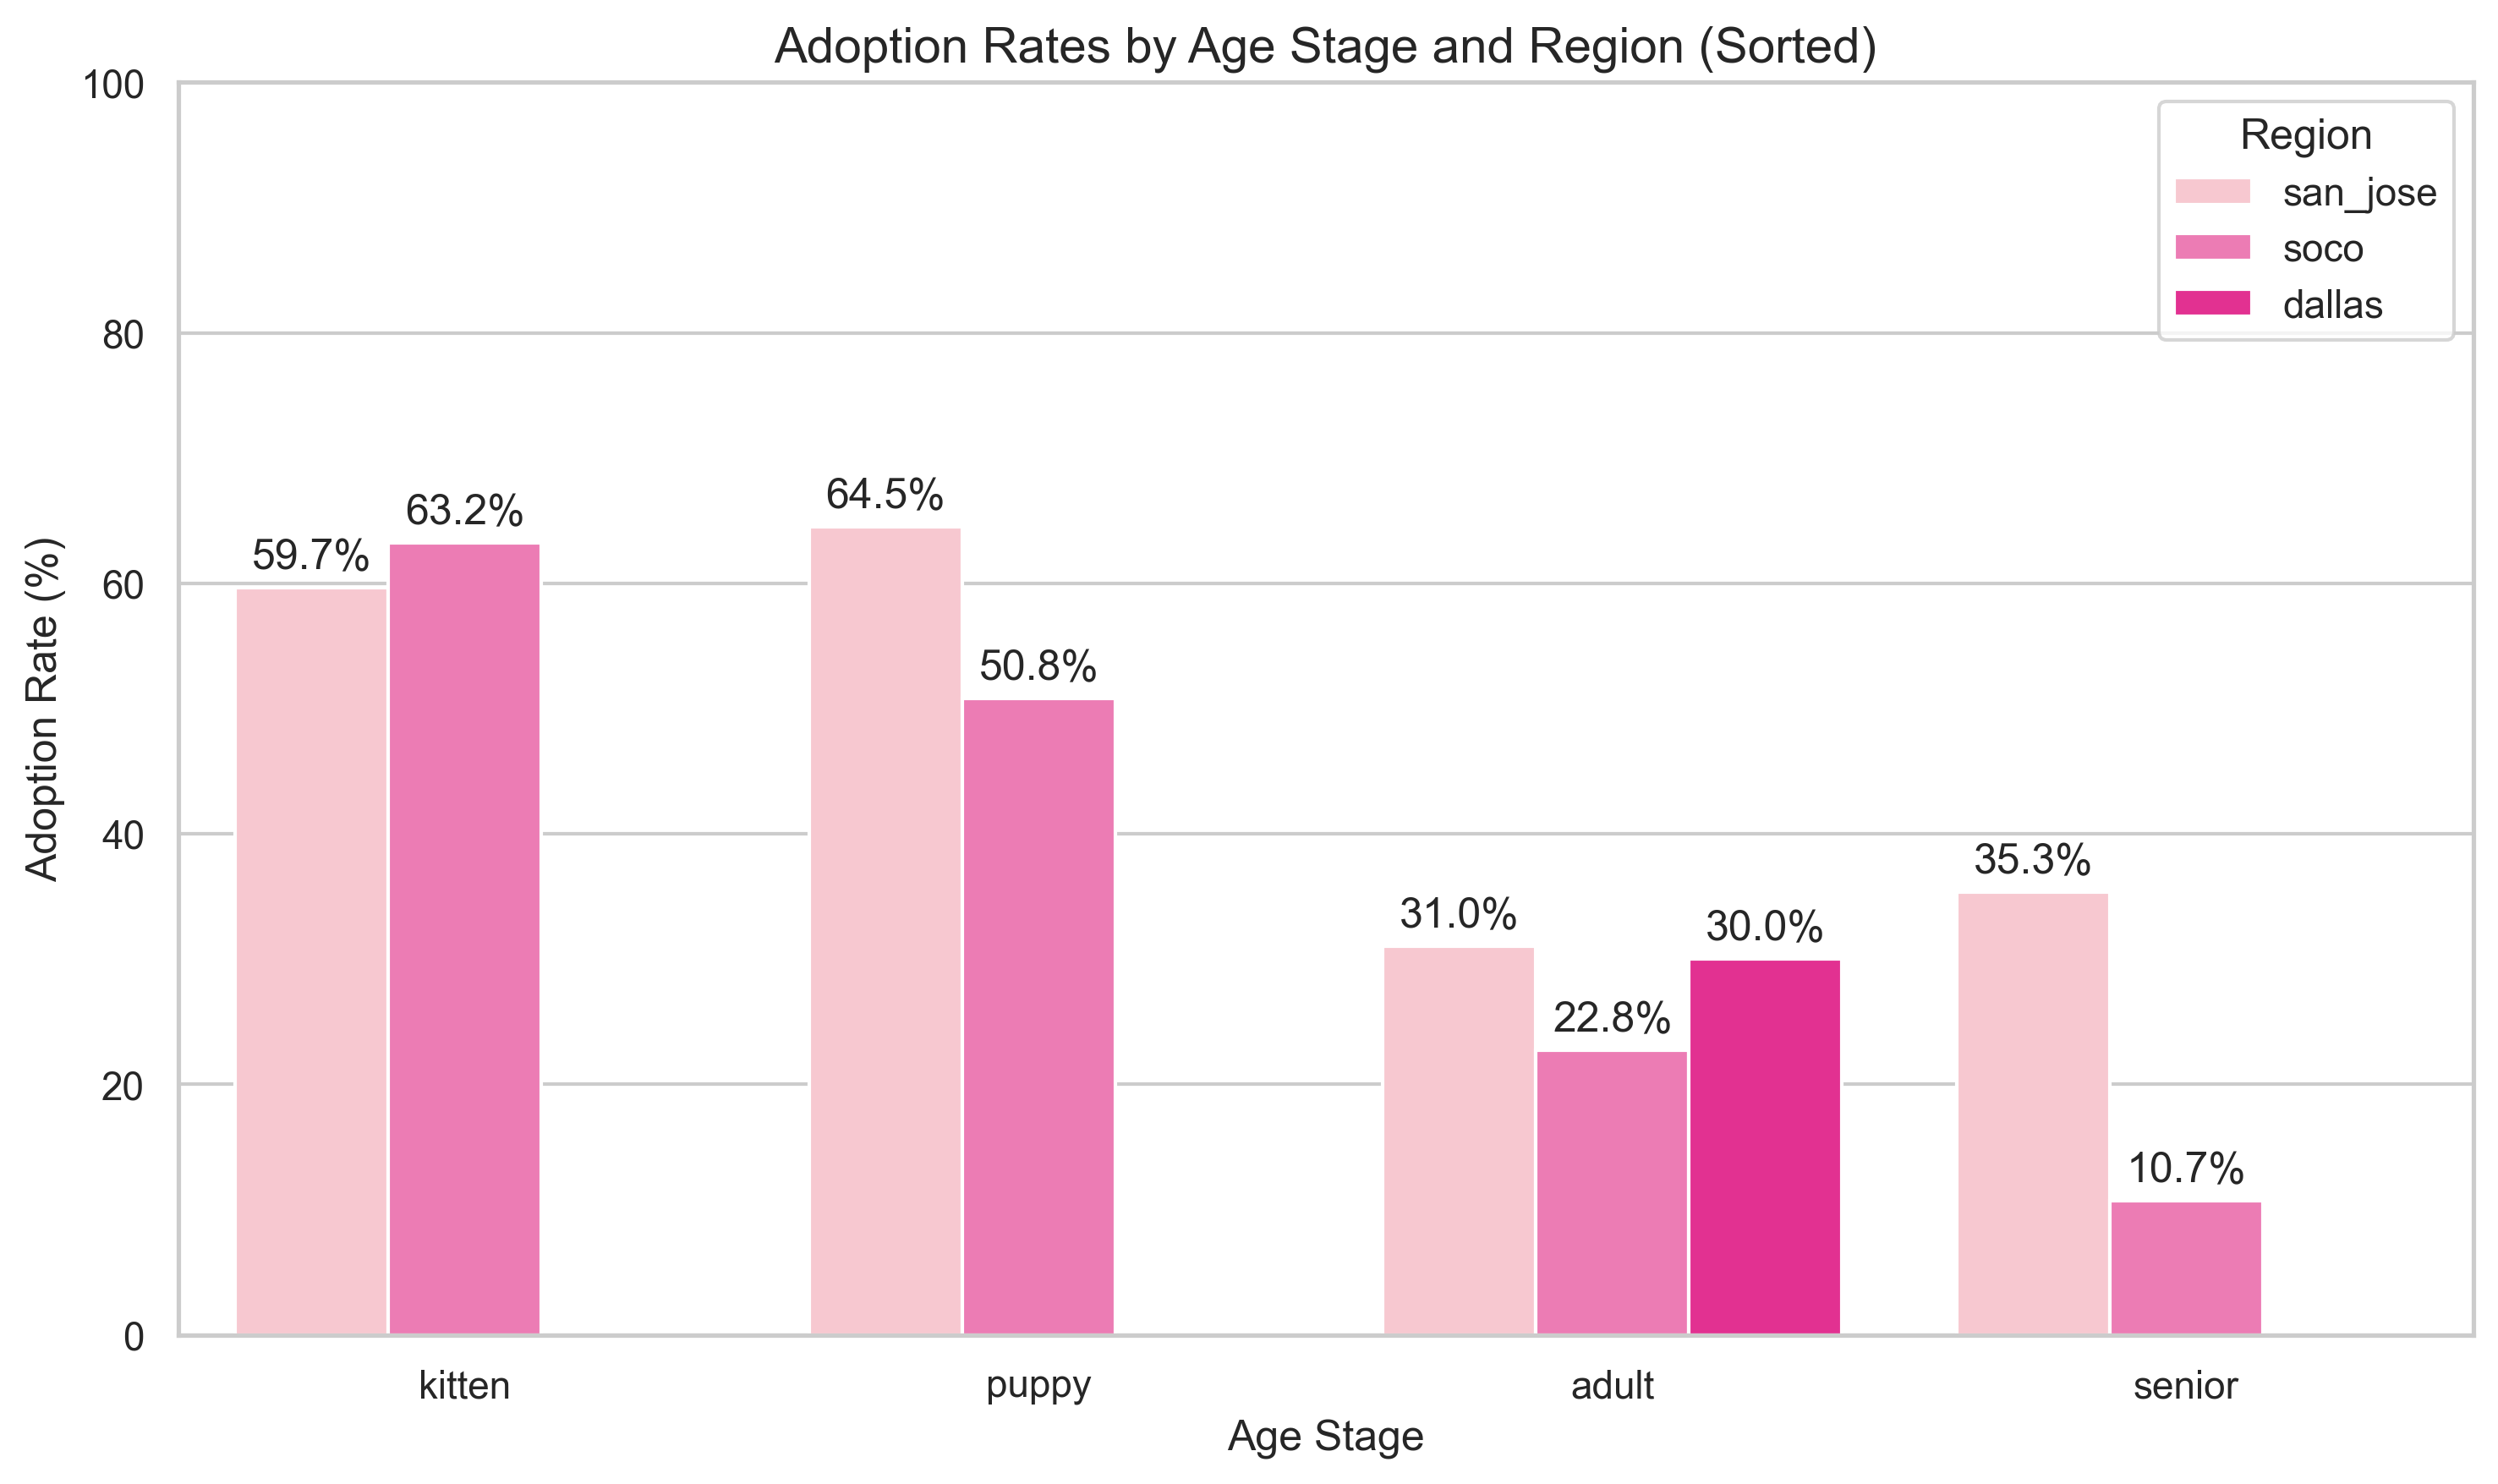 Adoption Rates by Age Stage and Region (Sorted)
Adoption Rate (%)
100
80
60
40
20
0
Region
san_jose
soco
dallas
59.7%
63.2%
64.5%
50.8%
31.0%
22.8%
30.0%
35.3%
10.7%
kitten
puppy
adult
senior
Age Stage